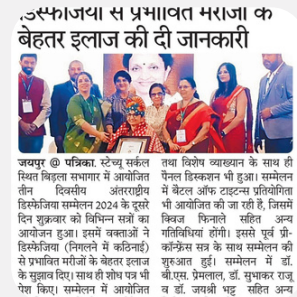 डिस्फेजिया से प्रभावित मरीजों के
बेहतर इलाज की दी जानकारी
जयपुर @ पत्रिका. स्टेच्यू सर्कल
स्थित बिड़ला सभागार में आयोजित
तीन दिवसीय अंतरराष्ट्रीय
डिस्फेजिया सम्मेलन 2024 के दूसरे
दिन शुक्रवार को विभिन्न सत्रों का
आयोजन हुआ। इसमें वक्ताओं ने
डिस्फेजिया (निगलने में कठिनाई)
से प्रभावित मरीजों के बेहतर इलाज
के सुझाव दिए। साथ ही शोध पत्र भी
पेश किए। सम्मेलन में आयोजित
तथा विशेष व्याख्यान के साथ ही
पैनल डिस्कशन भी हुआ। सम्मेलन
में बैटल ऑफ टाइटन्स प्रतियोगिता
भी आयोजित की जा रही है, जिसमें
क्विज फिनाले सहित अन्य
गतिविधियां होंगी। इससे पूर्व प्री-
कॉन्फ्रेंस सत्र के साथ सम्मेलन की
शुरुआत हुई। सम्मेलन में डॉ.
बी.एस. प्रेमलाल, डॉ. सुभाकर राजू
व डॉ. जयश्री भट्ट सहित अन्य